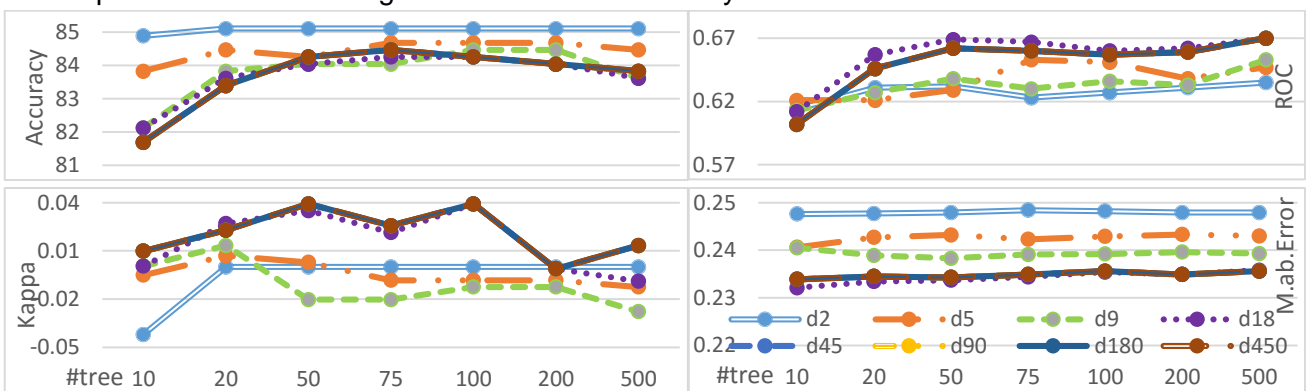 85
84
83
82
81
Accuracy
0.67
0.62
0.57
ROC
0.04
0.01
-0.02
-0.05
Kappa
#tree 10 20 50 75 100 200 500
0.25
0.24
0.23
0.22
M.ab.Error
d2 d5 d9 d18
d45 d90 d180 d450
#tree 10 20 50 75 100 200 500